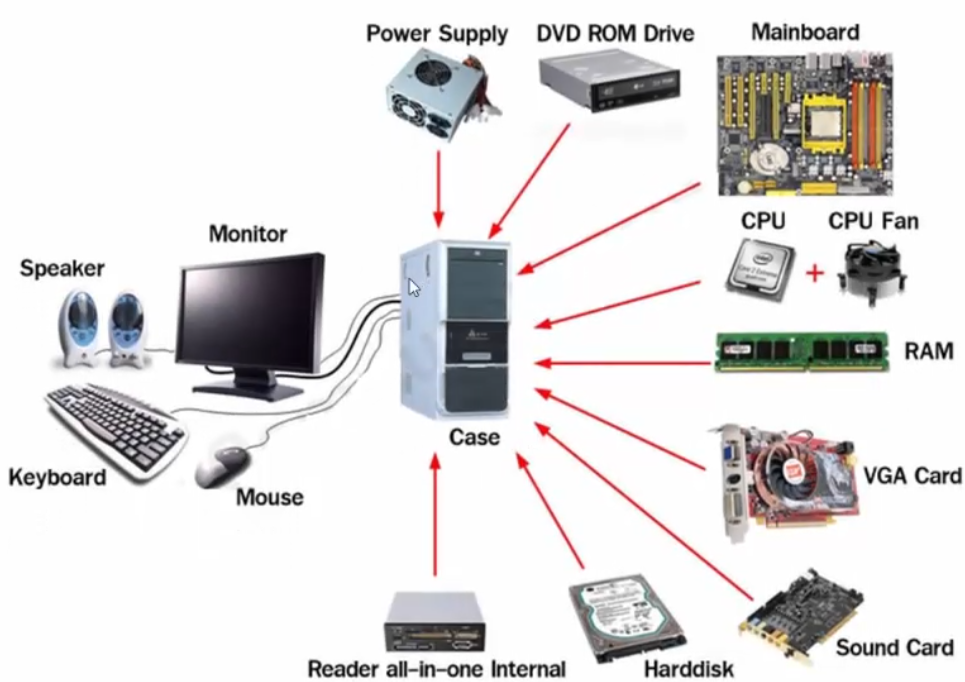 Power Supply
DVD ROM Drive
Mainboard
CPU
CPU Fan
Monitor
Speaker
RAM
Case
Keyboard
Mouse
VGA Card
Sound Card
Reader all-in-one Internal
Harddisk